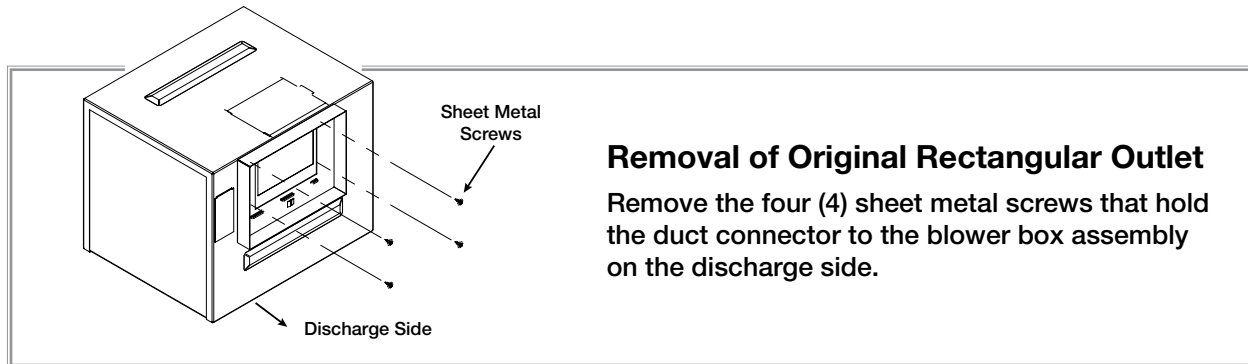 Sheet Metal
Screws
Discharge Side
Removal of Original Rectangular Outlet
Remove the four (4) sheet metal screws that hold
the duct connector to the blower box assembly
on the discharge side.